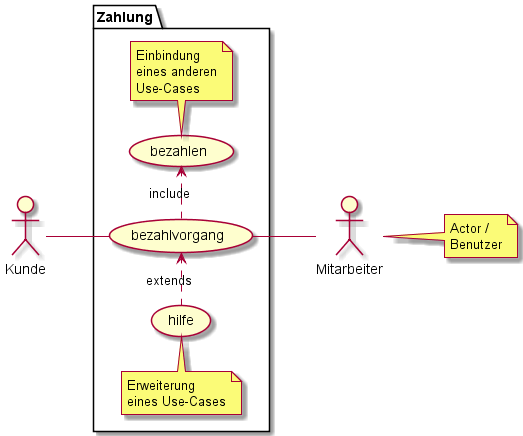 Zahlung
Einbindung
eines anderen
Use-Cases
bezahlen
include
bezahlvorgang
Kunde
Mitarbeiter
Actor /
Benutzer
extends
hilfe
Erweiterung
eines Use-Cases